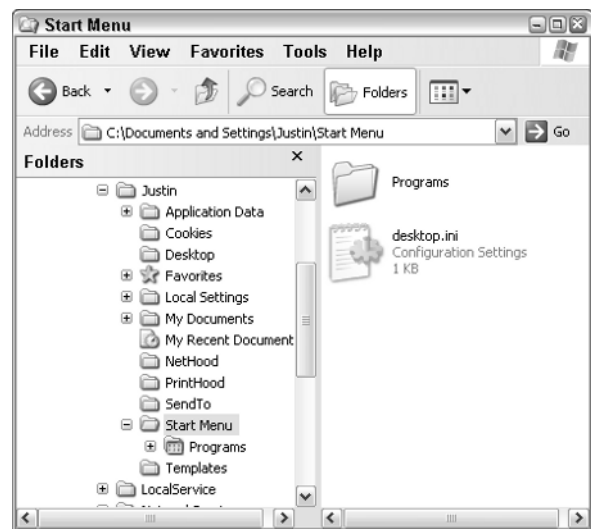 Start Menu
File Edit View Favorites Tools Help
Back Search Folders
Address C:\Documents and Settings\Justin\Start Menu Go
Folders
Justin
Application Data
Cookies
Desktop
Favorites
Local Settings
My Documents
My Recent Document
NetHood
PrintHood
SendTo
Start Menu
Programs
Templates
LocalService
Programs
desktop.ini
Configuration Settings
1 KB